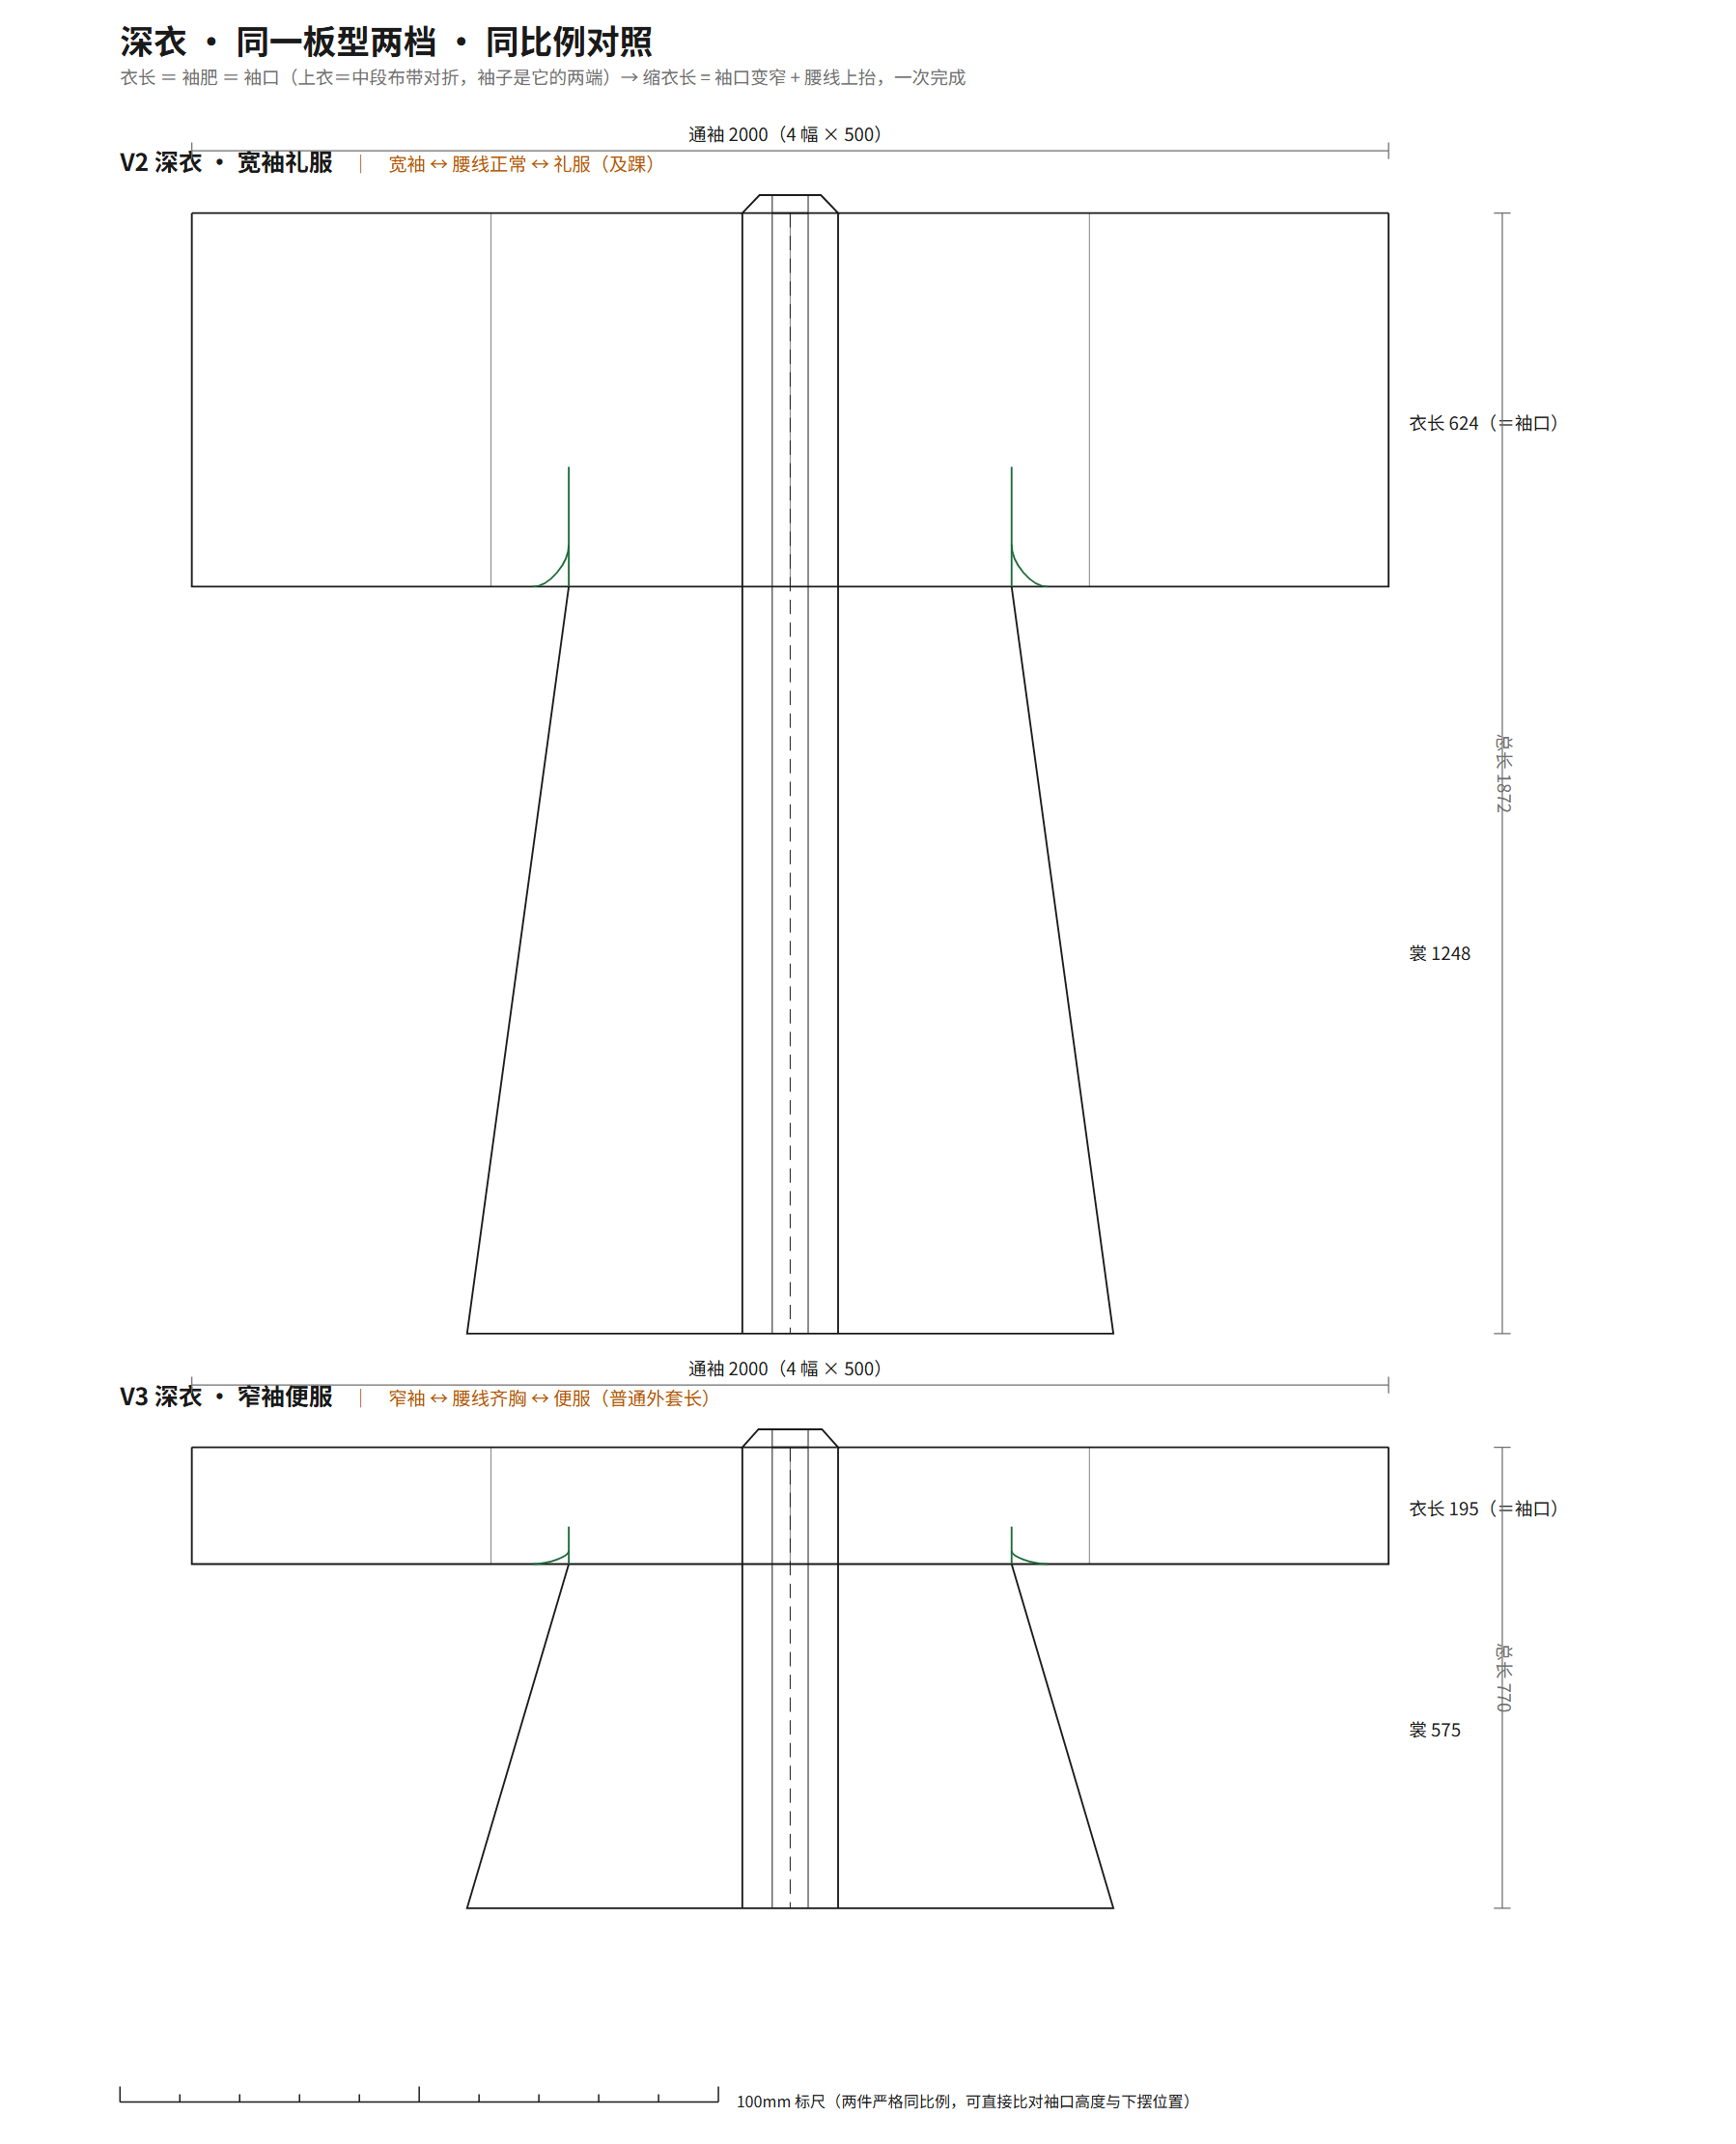 深衣 · 同一板型两档 · 同比例对照
衣长 ＝ 袖肥 ＝ 袖口（上衣＝中段布带对折，袖子是它的两端）→ 缩衣长 = 袖口变窄 + 腰线上抬，一次完成
通袖 2000（4 幅 × 500）
V2 深衣 · 宽袖礼服 ｜ 宽袖 ↔ 腰线正常 ↔ 礼服（及踝）
衣长 624（＝袖口）
总长 1872
裳 1248
通袖 2000（4 幅 × 500）
V3 深衣 · 窄袖便服 ｜ 窄袖 ↔ 腰线齐胸 ↔ 便服（普通外套长）
衣长 195（＝袖口）
总长 770
裳 575
100mm 标尺（两件严格同比例，可直接比对袖口高度与下摆位置）